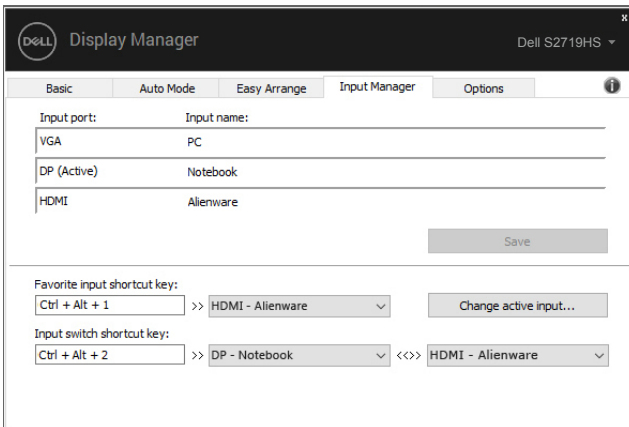 x
DELL Display Manager
Dell S2719HS
Basic Auto Mode Easy Arrange Input Manager Options i
Input port: Input name:
VGA PC
DP (Active) Notebook
HDMI Alienware
Save
Favorite input shortcut key:
Ctrl + Alt + 1 >> HDMI - Alienware Change active input...
Input switch shortcut key:
Ctrl + Alt + 2 >> DP - Notebook <<>> HDMI - Alienware